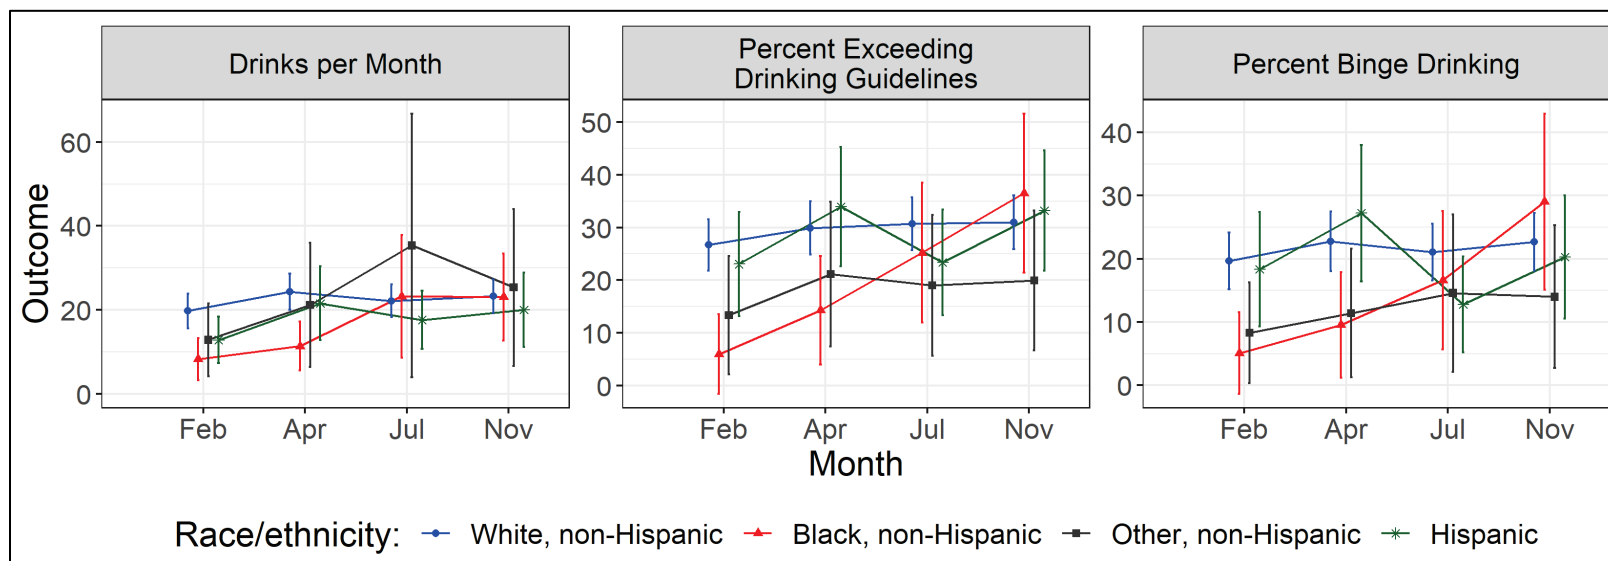 Drinks per Month
Percent Exceeding
Drinking Guidelines
Percent Binge Drinking
Outcome
60
40
20
0
50
40
30
20
10
0
40
30
20
10
0
Feb Apr Jul Nov
Feb Apr Jul Nov
Feb Apr Jul Nov
Month
Race/ethnicity: White, non-Hispanic Black, non-Hispanic Other, non-Hispanic Hispanic